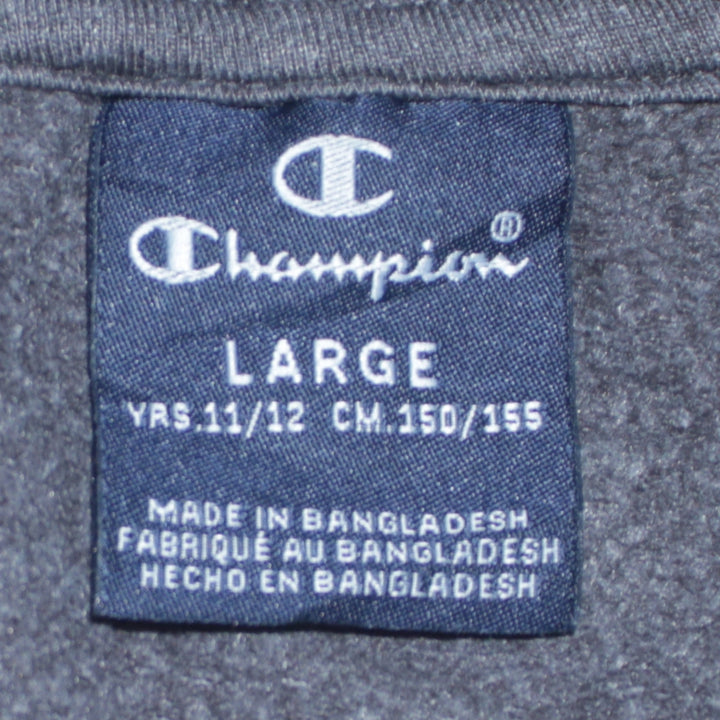 C
Champion®
LARGE
YRS.11/12 CM.150/155
MADE IN BANGLADESH
FABRIQUÉ AU BANGLADESH
HECHO EN BANGLADESH